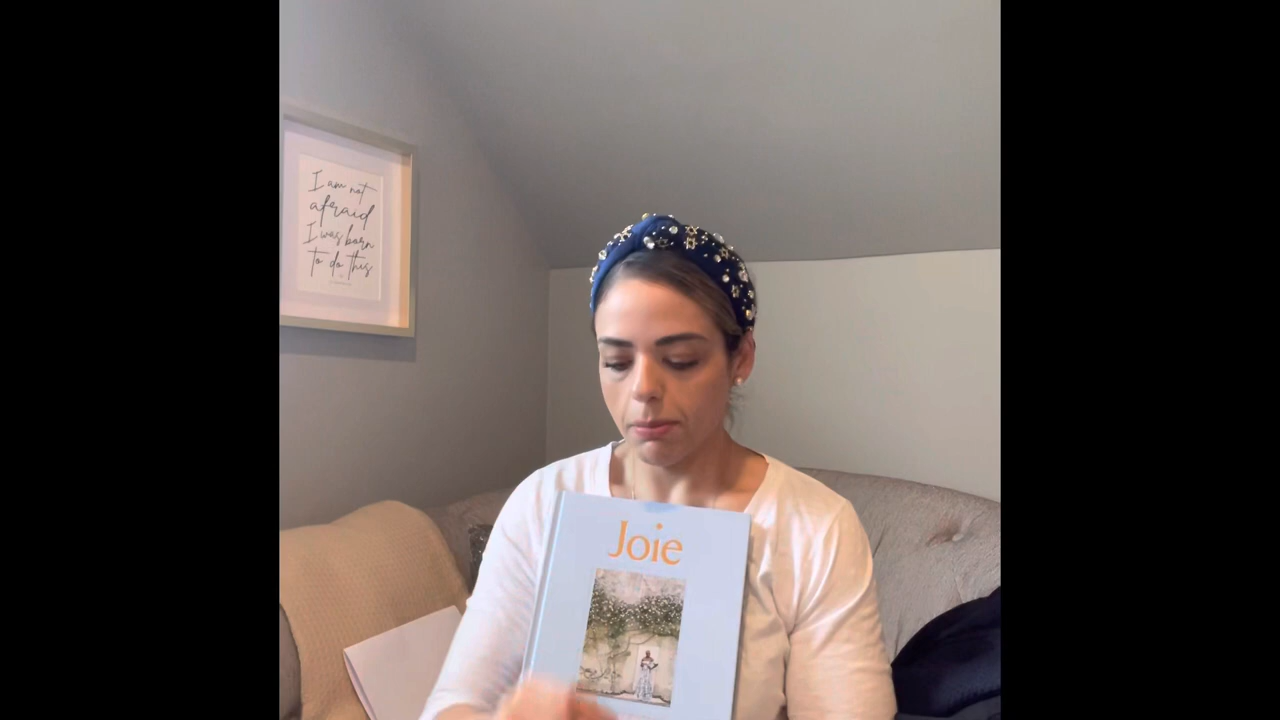 I am not
afraid
I was born
to do this
Joie